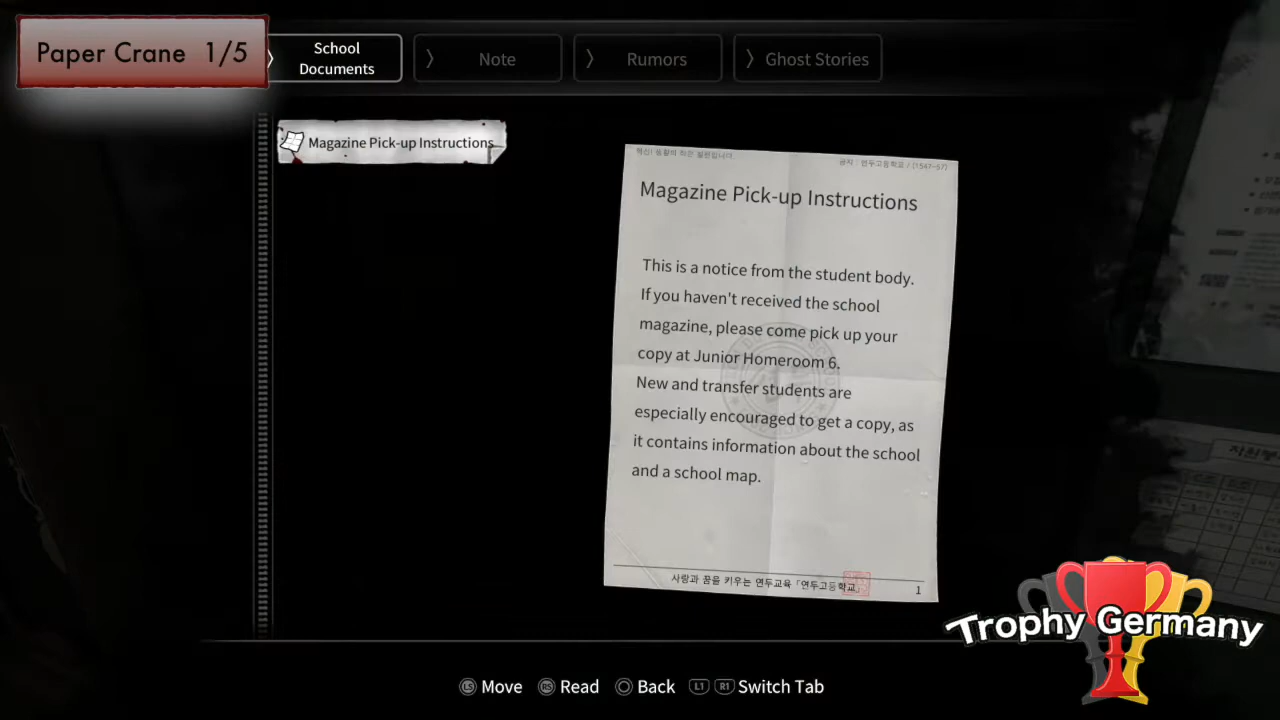 Paper Crane 1/5
School
Documents
Note
Rumors
Ghost Stories
Magazine Pick-up Instructions
Magazine Pick-up Instructions
This is a notice from the student body.
If you haven't received the school
magazine, please come pick up your
copy at Junior Homeroom 6.
New and transfer students are
especially encouraged to get a copy, as
it contains information about the school
and a school map.
사랑과 꿈을 키우는 연두교육 「연두고등학교」
1
Trophy Germany
LS Move RS Read Back L1 R1 Switch Tab